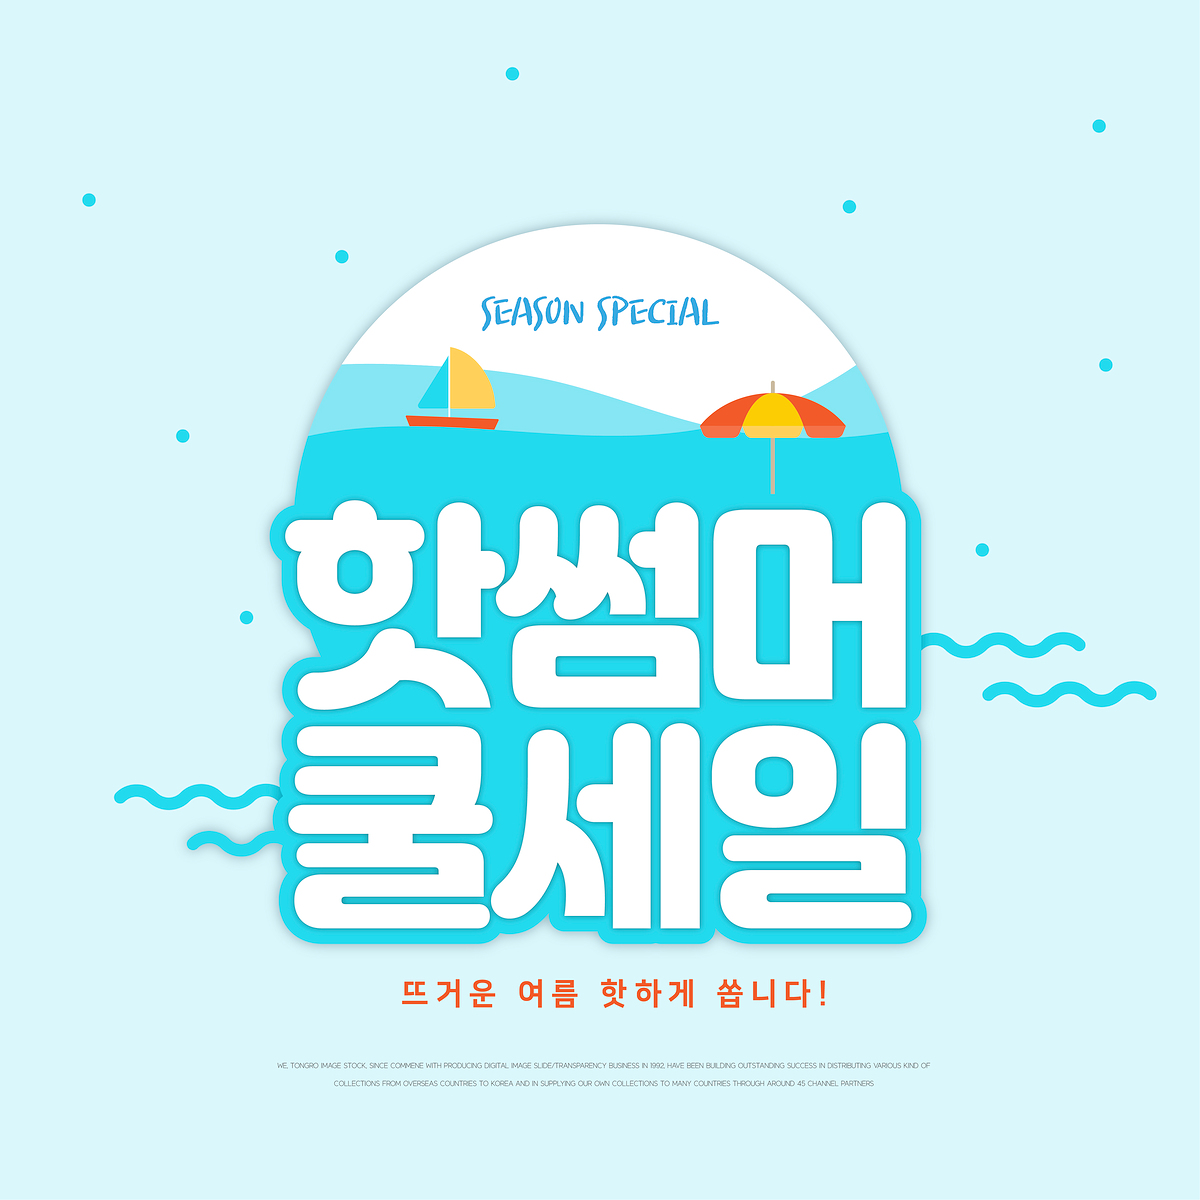 SEASON SPECIAL
핫썸머
쿨세일
뜨거운 여름 핫하게 쏩니다!
WE, TONGRO IMAGE STOCK, SINCE COMMENE WITH PRODUCING DIGITAL IMAGE SLIDE/TRANSPARENCY BUSINESS IN 1992, HAVE BEEN BUILDING OUTSTANDING SUCCESS IN DISTRIBUTING VARIOUS KIND OF
COLLECTIONS FROM OVERSEAS COUNTRIES TO KOREA AND IN SUPPLYING OUR OWN COLLECTIONS TO MANY COUNTRIES THROUGH AROUND 45 CHANNEL PARTNERS